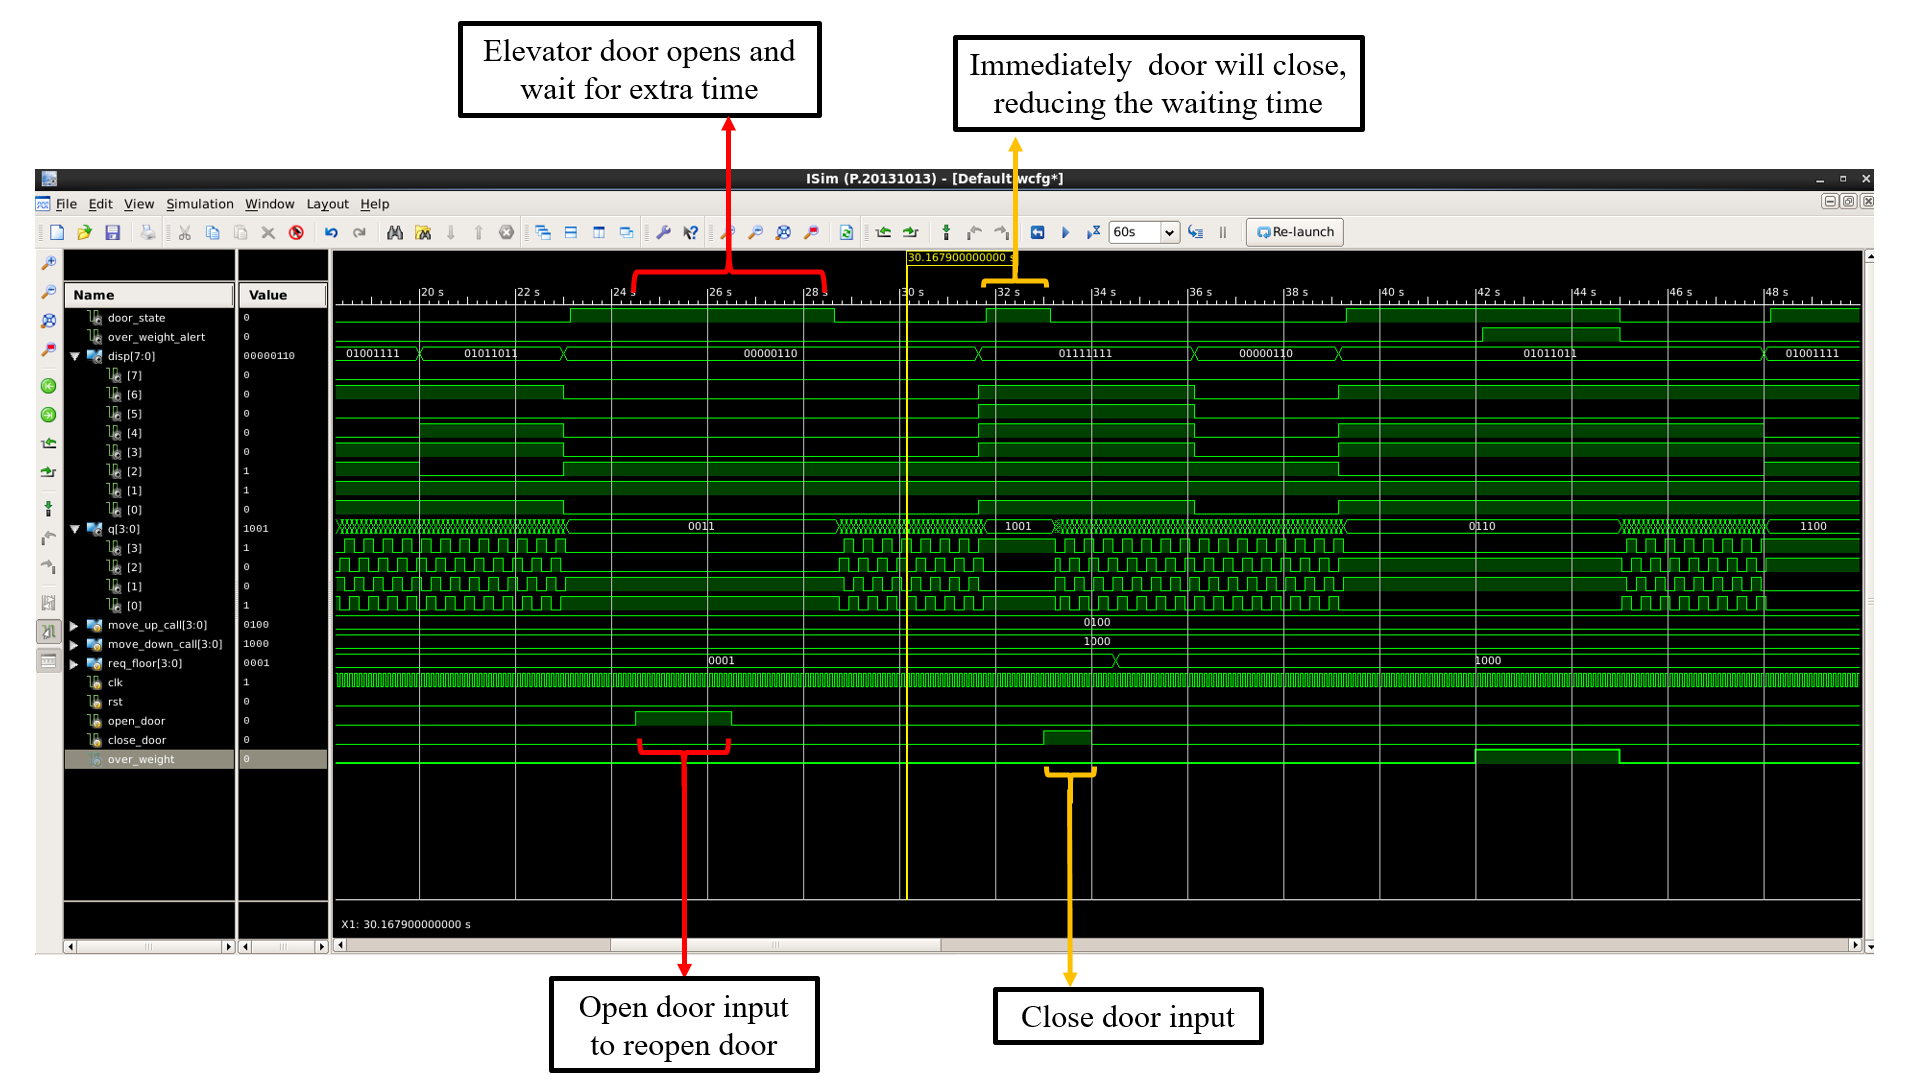 Elevator door opens and
wait for extra time
Immediately door will close,
reducing the waiting time
ISim (P.20131013) - [Default.wcfg*]
File Edit View Simulation Window Layout Help
60s
Re-launch
30.167900000000 s
Name Value
20 s 22 s 24 s 26 s 28 s 30 s 32 s 34 s 36 s 38 s 40 s 42 s 44 s 46 s 48 s
door_state 0
over_weight_alert 0
disp[7:0] 00000110 01001111 01011011 00000110 01111111 00000110 01011011 01001111
[7] 0
[6] 0
[5] 0
[4] 0
[3] 0
[2] 1
[1] 1
[0] 0
q[3:0] 1001 0011 1001 0110 1100
[3] 1
[2] 0
[1] 0
[0] 1
move_up_call[3:0] 0100 0100
move_down_call[3:0] 1000 1000
req_floor[3:0] 0001 0001 1000
clk 1
rst 0
open_door 0
close_door 0
over_weight 0
X1: 30.167900000000 s
Open door input
to reopen door
Close door input